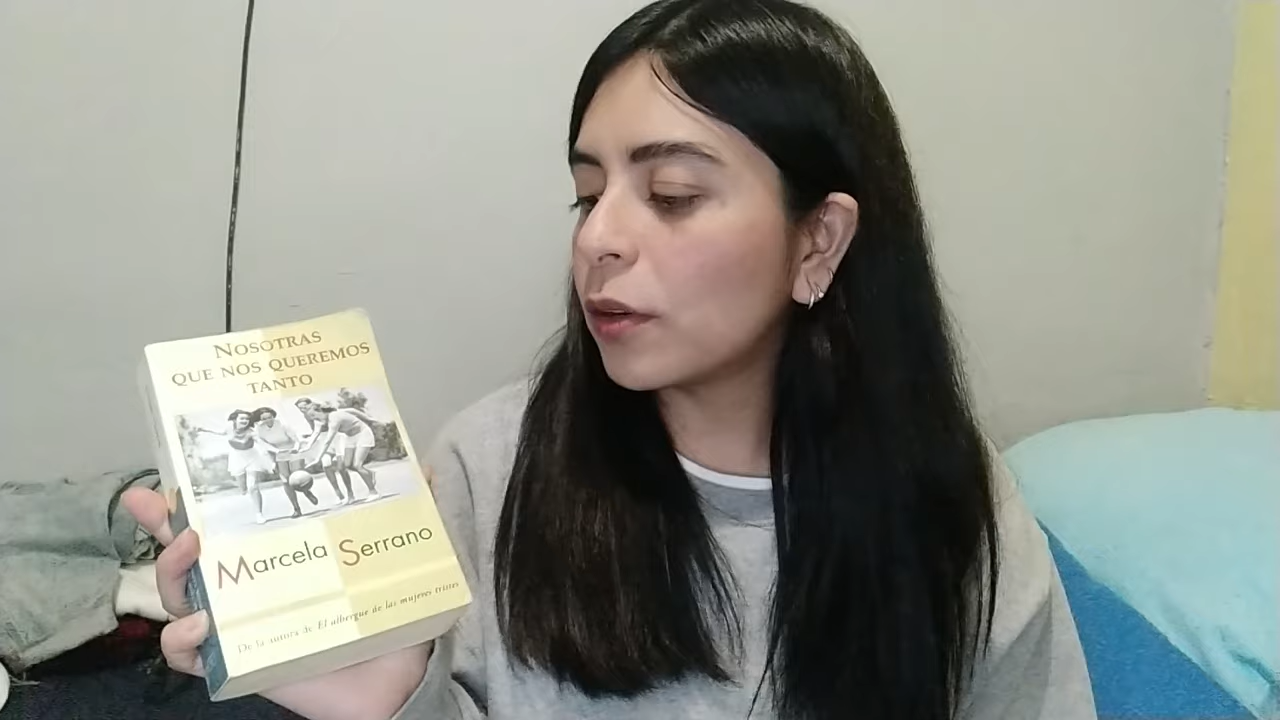 NOSOTRAS
QUE NOS QUEREMOS
TANTO
Marcela Serrano
De la autora de El albergue de las mujeres tristes